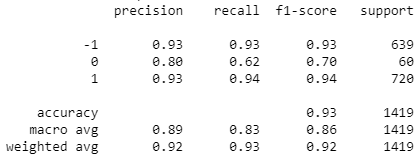 precision recall f1-score support
-1 0.93 0.93 0.93 639
0 0.80 0.62 0.70 60
1 0.93 0.94 0.94 720
accuracy 0.93 1419
macro avg 0.89 0.83 0.86 1419
weighted avg 0.92 0.93 0.92 1419